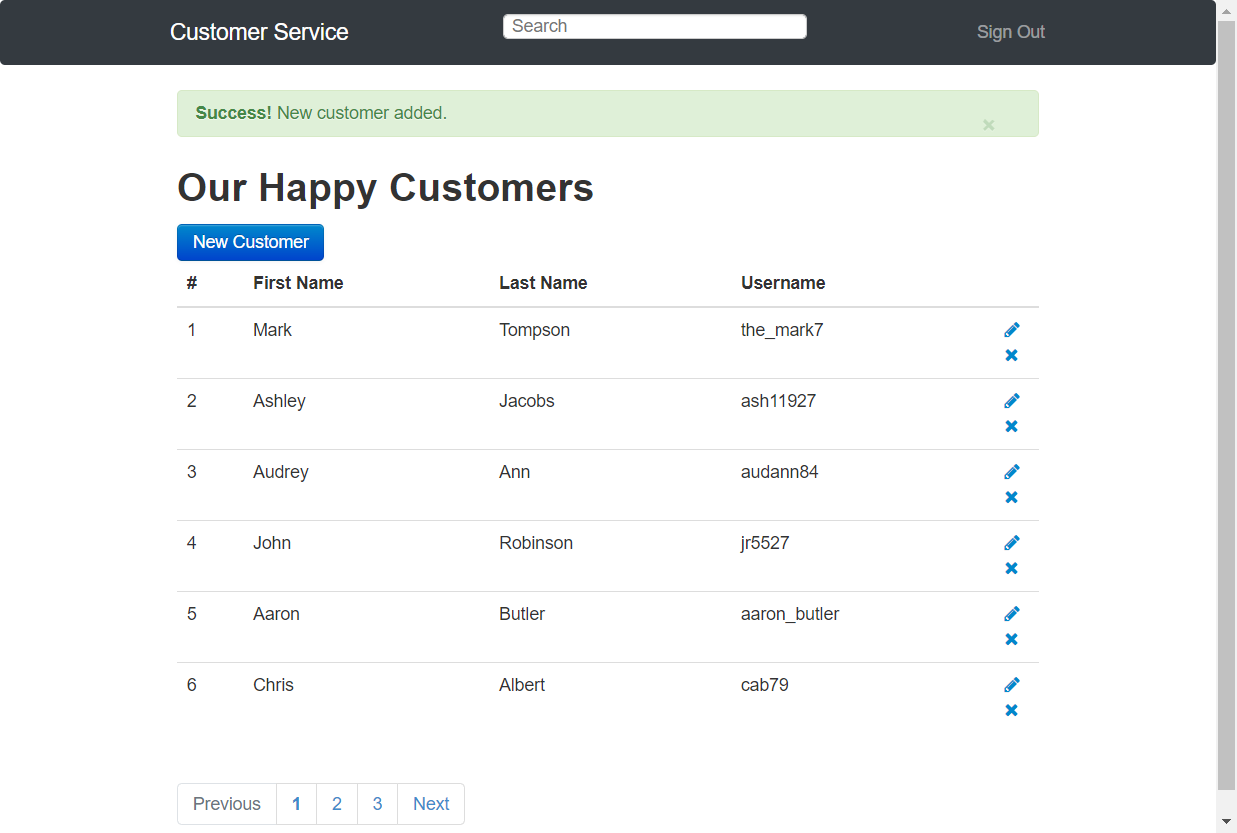 Customer Service Search Sign Out
Success! New customer added. ×
Our Happy Customers
New Customer
# First Name Last Name Username
1 Mark Tompson the_mark7
2 Ashley Jacobs ash11927
3 Audrey Ann audann84
4 John Robinson jr5527
5 Aaron Butler aaron_butler
6 Chris Albert cab79
Previous 1 2 3 Next